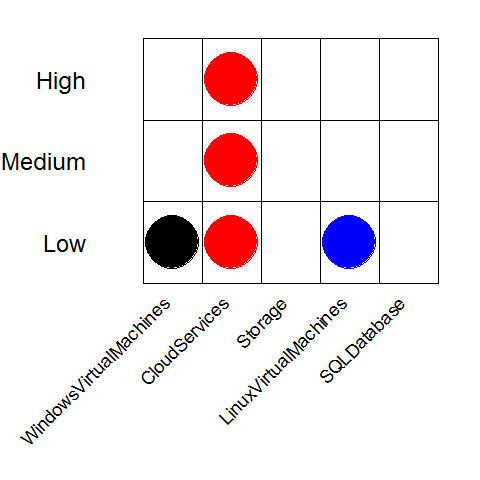 High
Medium
Low
WindowsVirtualMachines
CloudServices
Storage
LinuxVirtualMachines
SQLDatabase